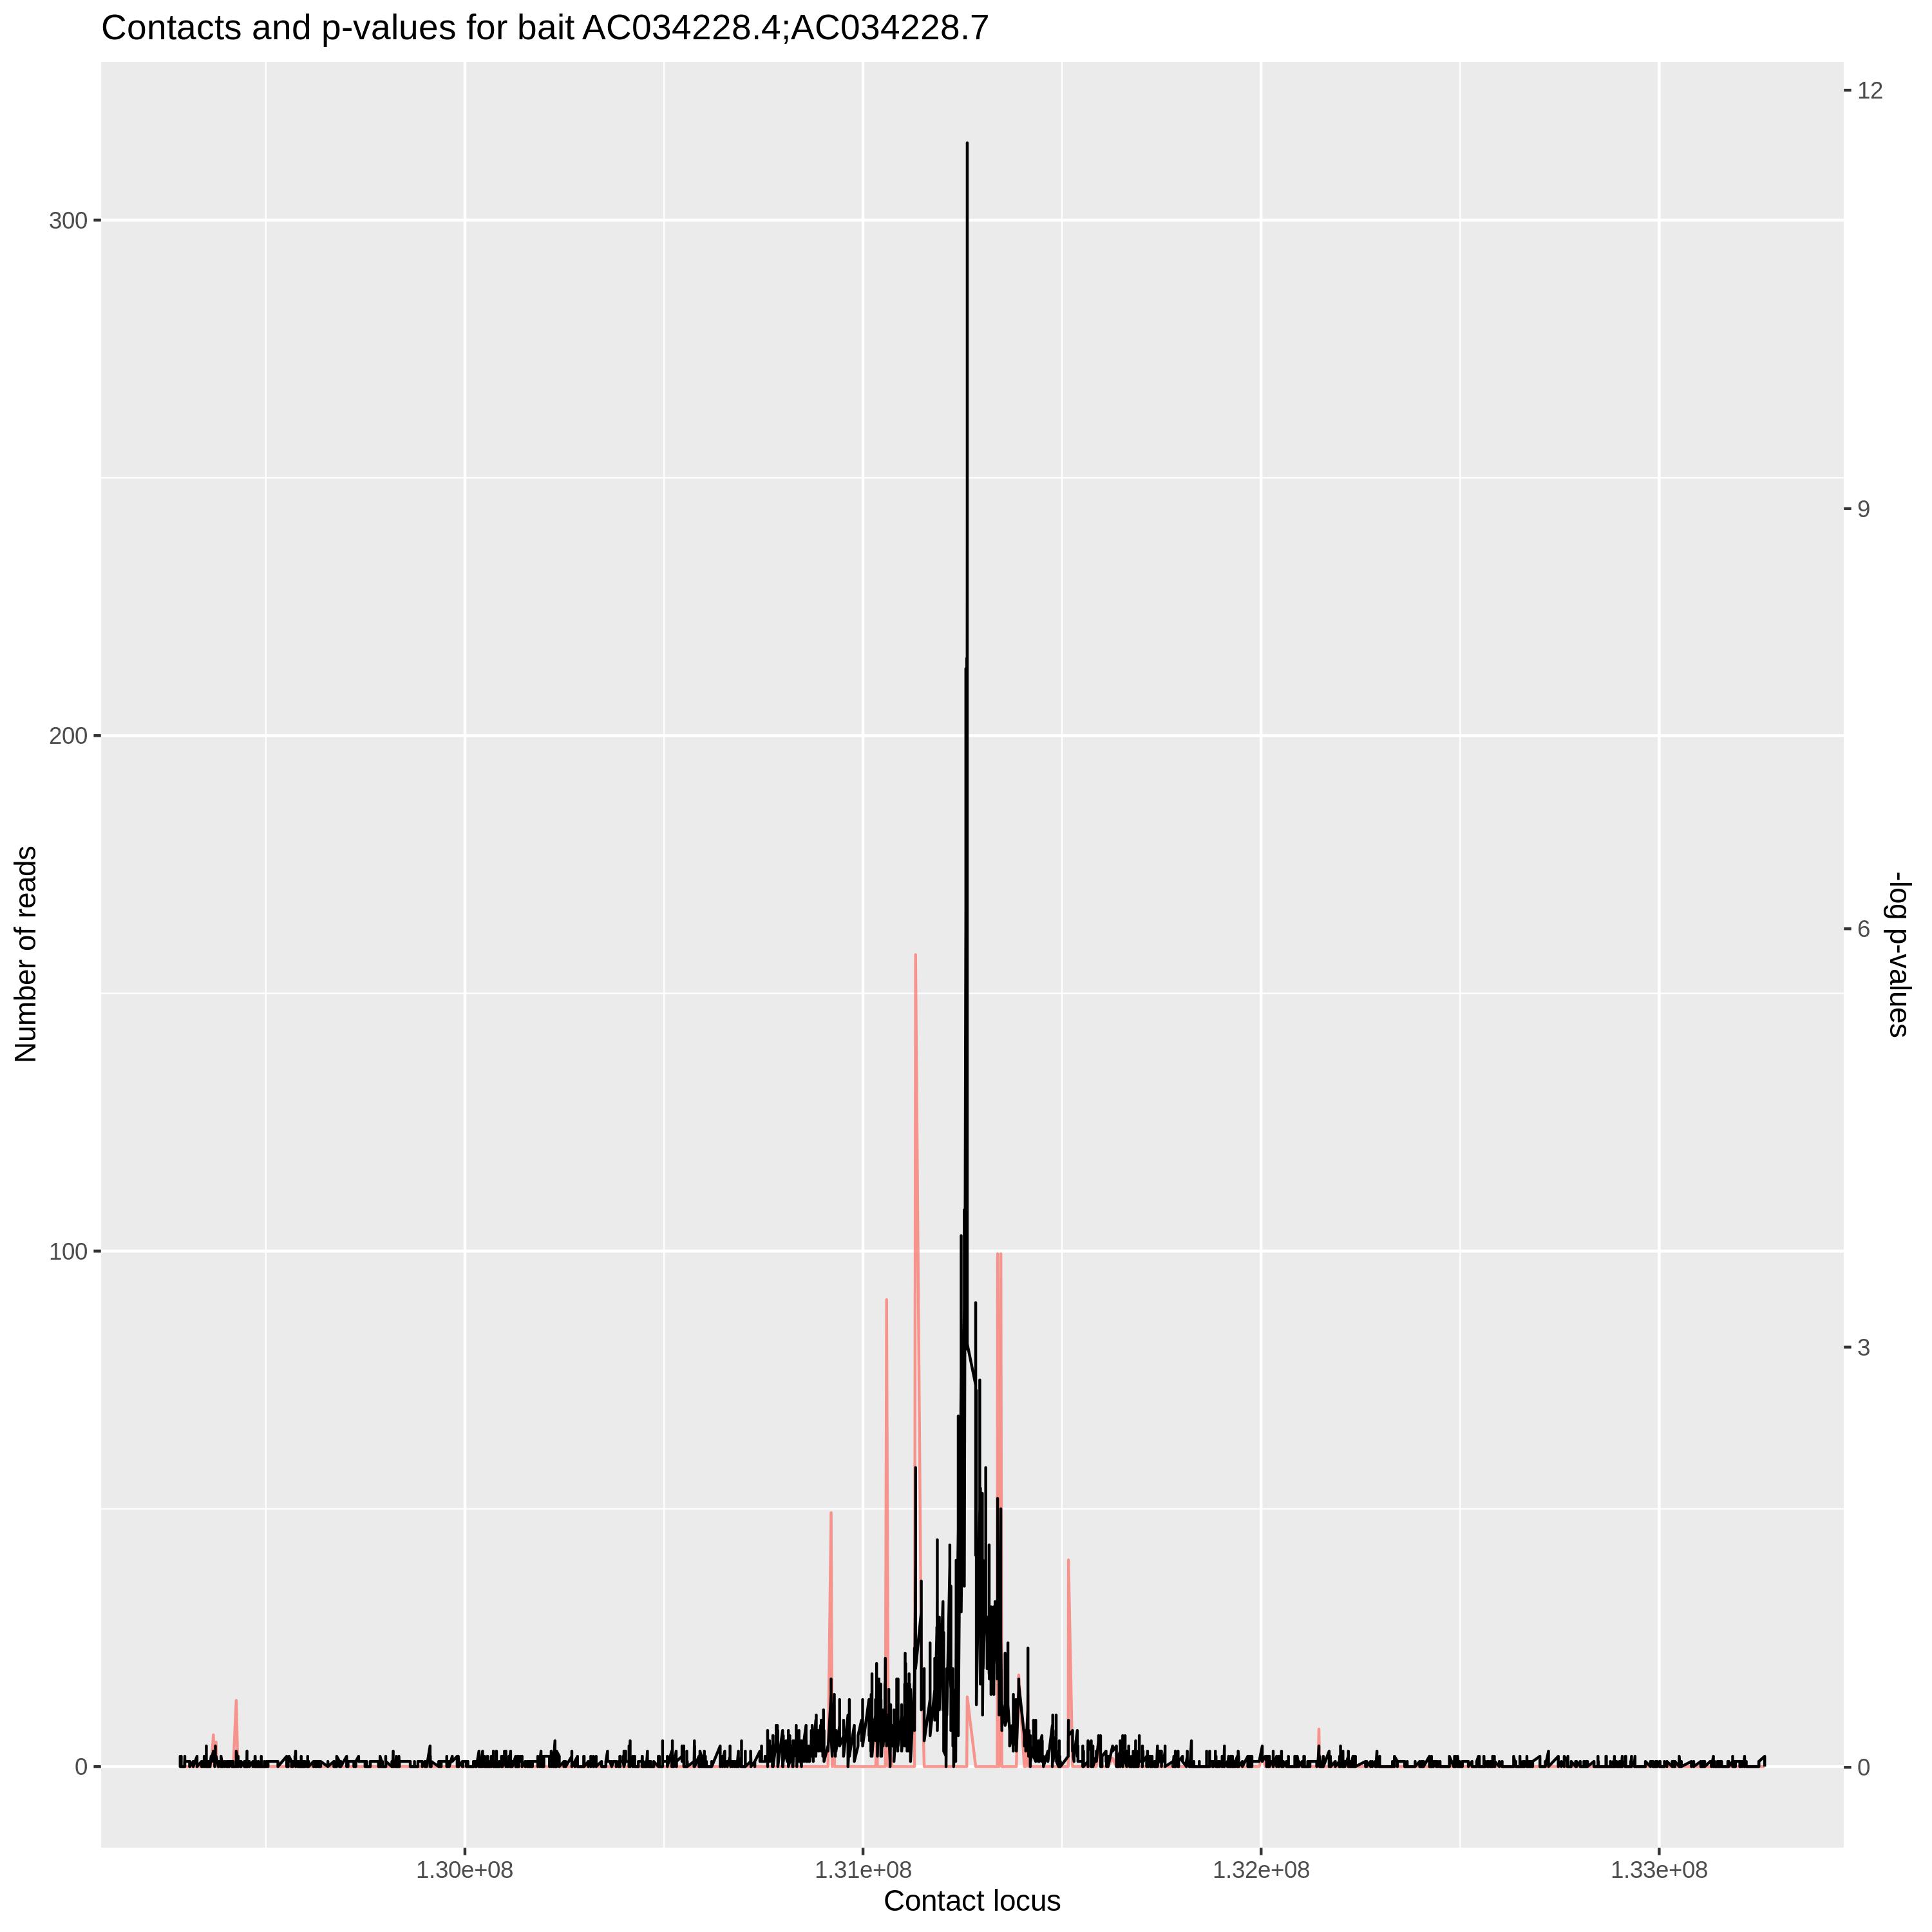 Contacts and p-values for bait AC034228.4;AC034228.7
12
300
9
200
6
Number of reads
-log p-values
100
3
0
0
1.30e+08
1.31e+08
1.32e+08
1.33e+08
Contact locus